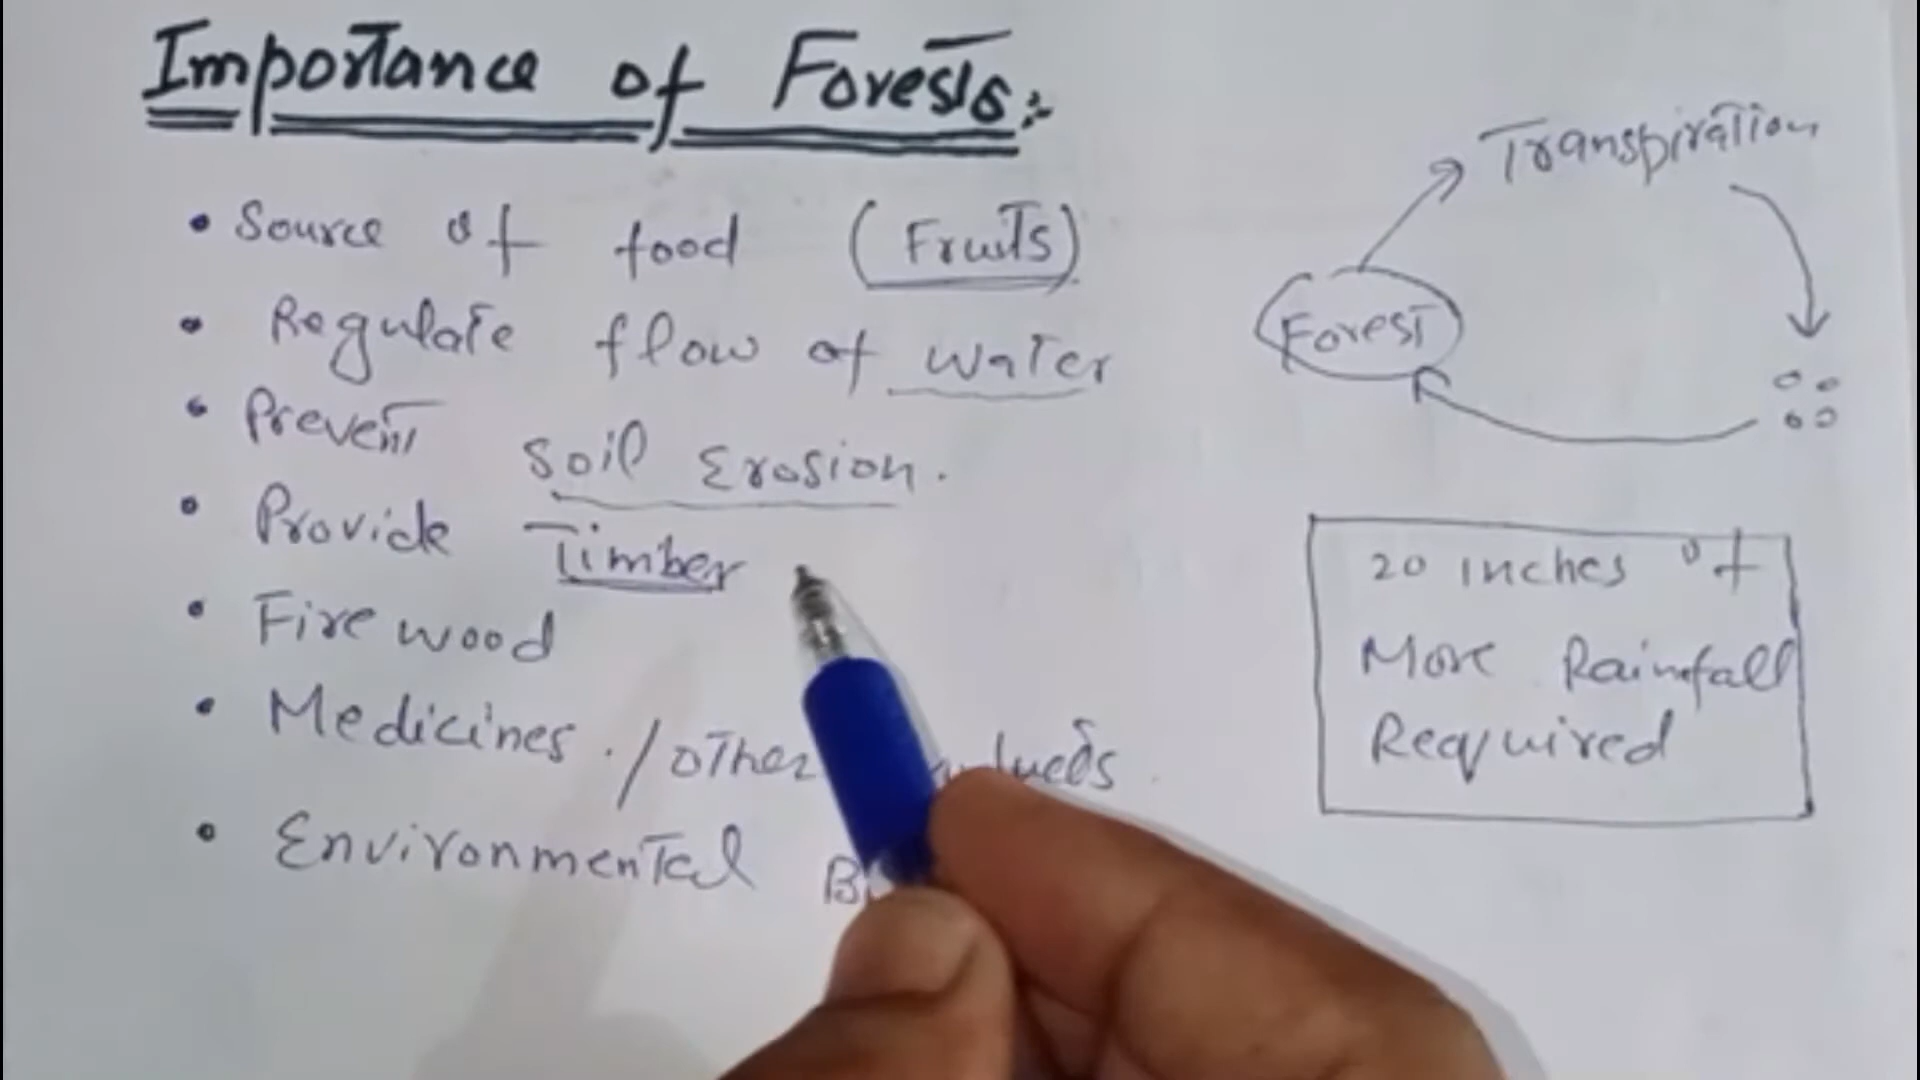 Importance of Forests:-
• Source of food (Fruits)
• Regulate flow of water
• Prevent soil Erosion.
• Provide Timber
• Fire wood
• Medicines ./other
• Environmental
Transpiration
Forest
20 inches of
More Rainfall
Required